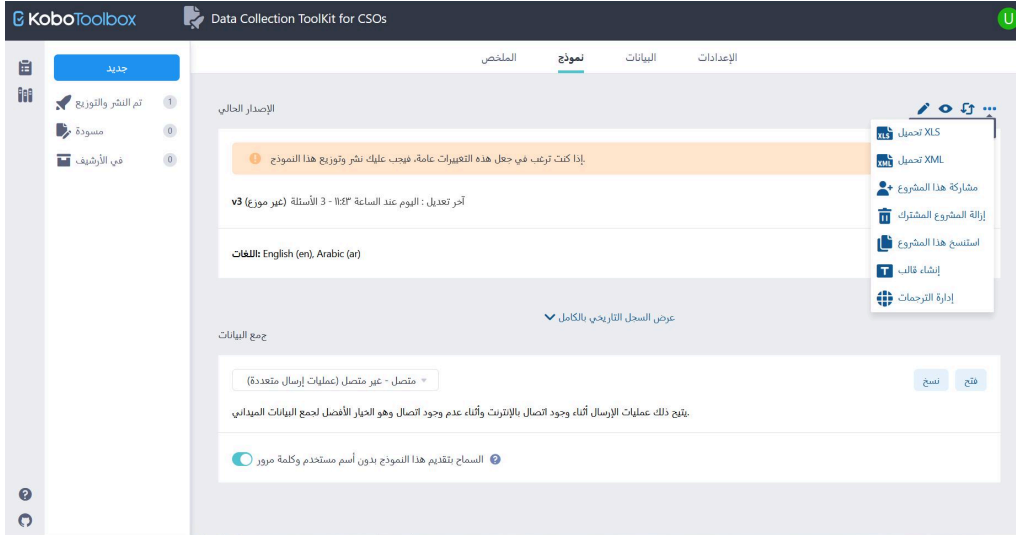 KoboToolbox
Data Collection ToolKit for CSOs
U
الملخص
نموذج
البيانات
الإعدادات
جديد
تم النشر والتوزيع 1
مسودة 0
في الأرشيف 0
الإصدار الحالي
إذا كنت ترغب في جعل هذه التغييرات عامة، فيجب عليك نشر وتوزيع هذا النموذج.
v3 (غير موزع) آخر تعديل : اليوم عند الساعة ١١:٤٣ - 3 الأسئلة
اللغات: English (en), Arabic (ar)
XLS تحميل
XML تحميل
مشاركة هذا المشروع
إزالة المشروع المشترك
استنسخ هذا المشروع
إنشاء قالب
إدارة الترجمات
عرض السجل التاريخي بالكامل
جمع البيانات
متصل - غير متصل (عمليات إرسال متعددة)
نسخ
فتح
يتيح ذلك عمليات الإرسال أثناء وجود اتصال بالإنترنت وأثناء عدم وجود اتصال وهو الخيار الأفضل لجمع البيانات الميداني.
السماح بتقديم هذا النموذج بدون أسم مستخدم وكلمة مرور